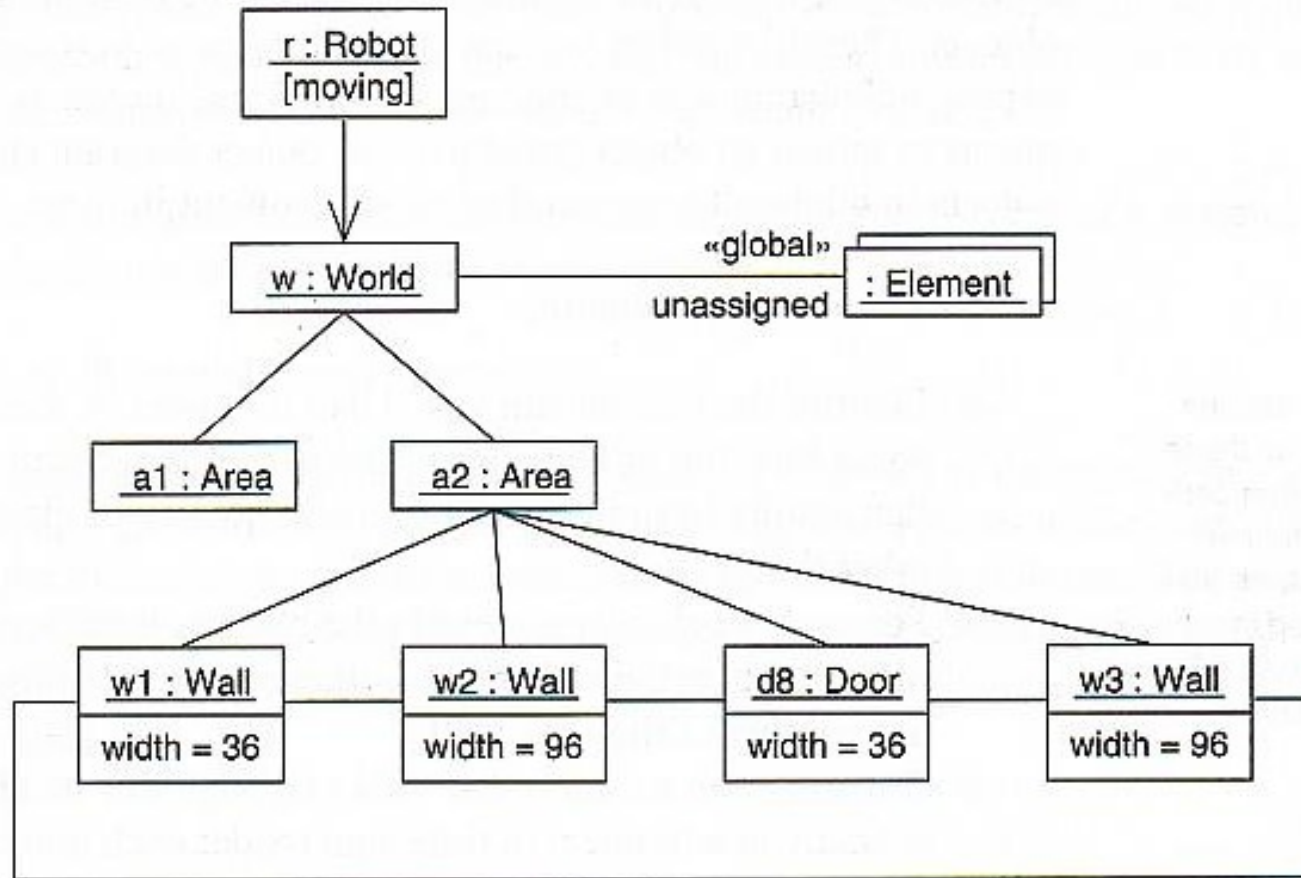 r : Robot
[moving]
w : World
«global»
unassigned
: Element
a1 : Area
a2 : Area
w1 : Wall
width = 36
w2 : Wall
width = 96
d8 : Door
width = 36
w3 : Wall
width = 96